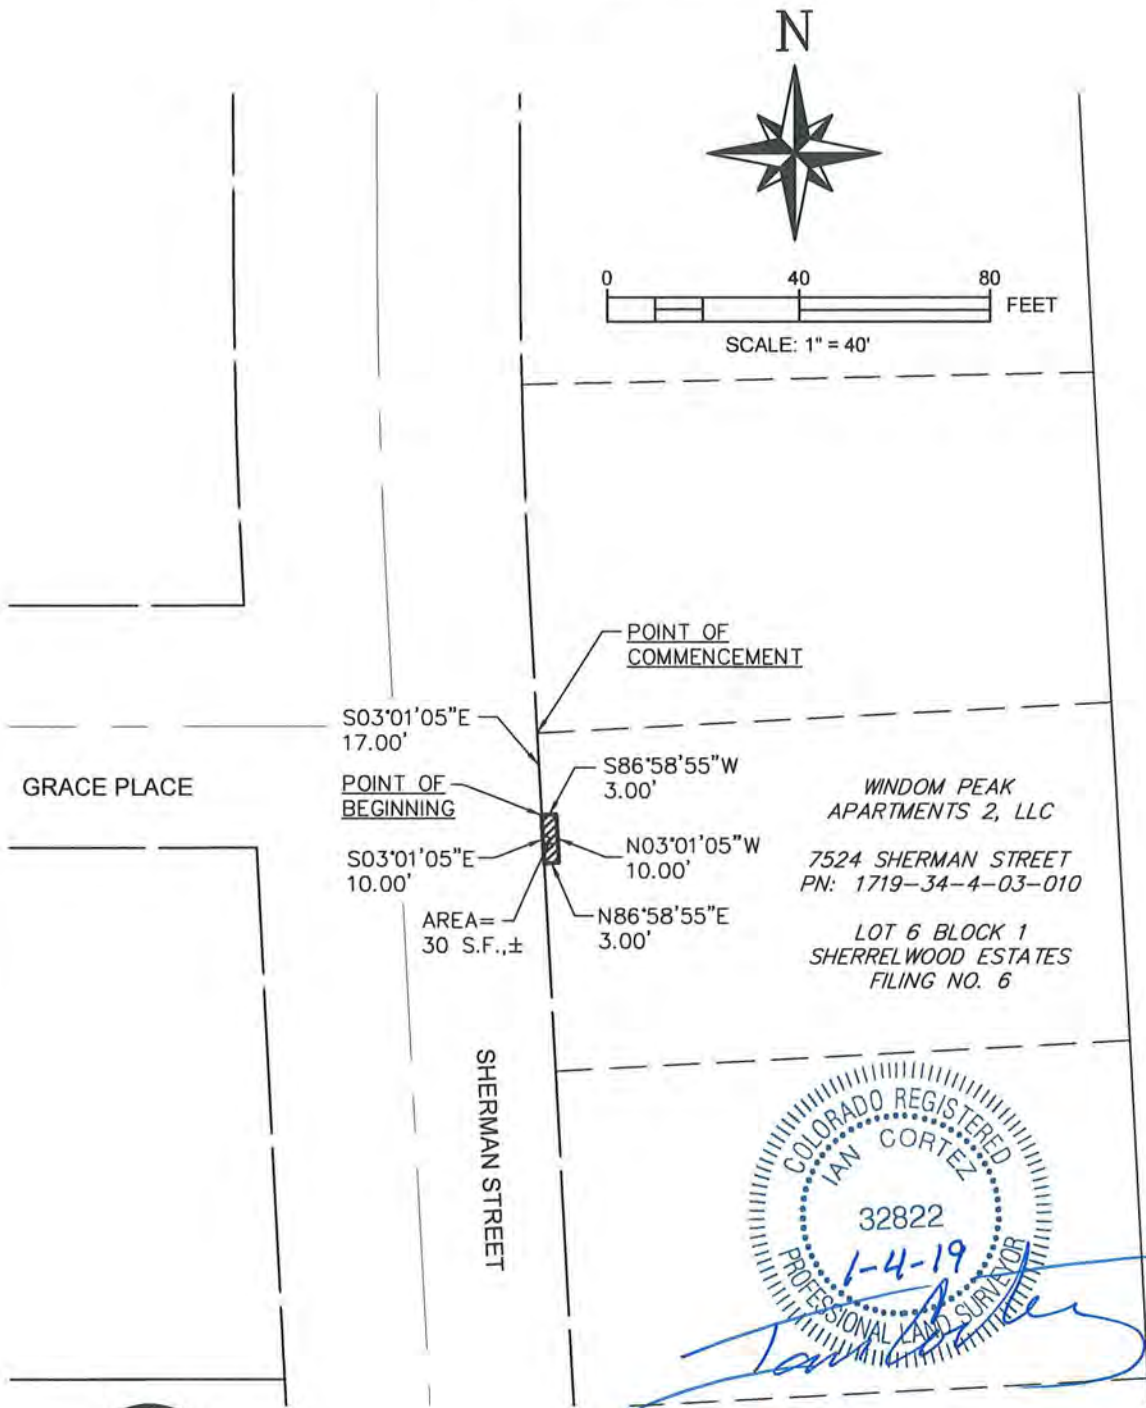 N
0 40 80
FEET
SCALE: 1" = 40'
POINT OF
COMMENCEMENT
S03°01'05"E
17.00'
GRACE PLACE
POINT OF
BEGINNING
S86°58'55"W
3.00'
S03°01'05"E
10.00'
N03°01'05"W
10.00'
AREA=
30 S.F.,±
N86°58'55"E
3.00'
WINDOM PEAK
APARTMENTS 2, LLC
7524 SHERMAN STREET
PN: 1719-34-4-03-010
LOT 6 BLOCK 1
SHERRELWOOD ESTATES
FILING NO. 6
SHERMAN STREET
COLORADO REGISTERED
IAN CORTEZ
32822
1-4-19
PROFESSIONAL LAND SURVEYOR